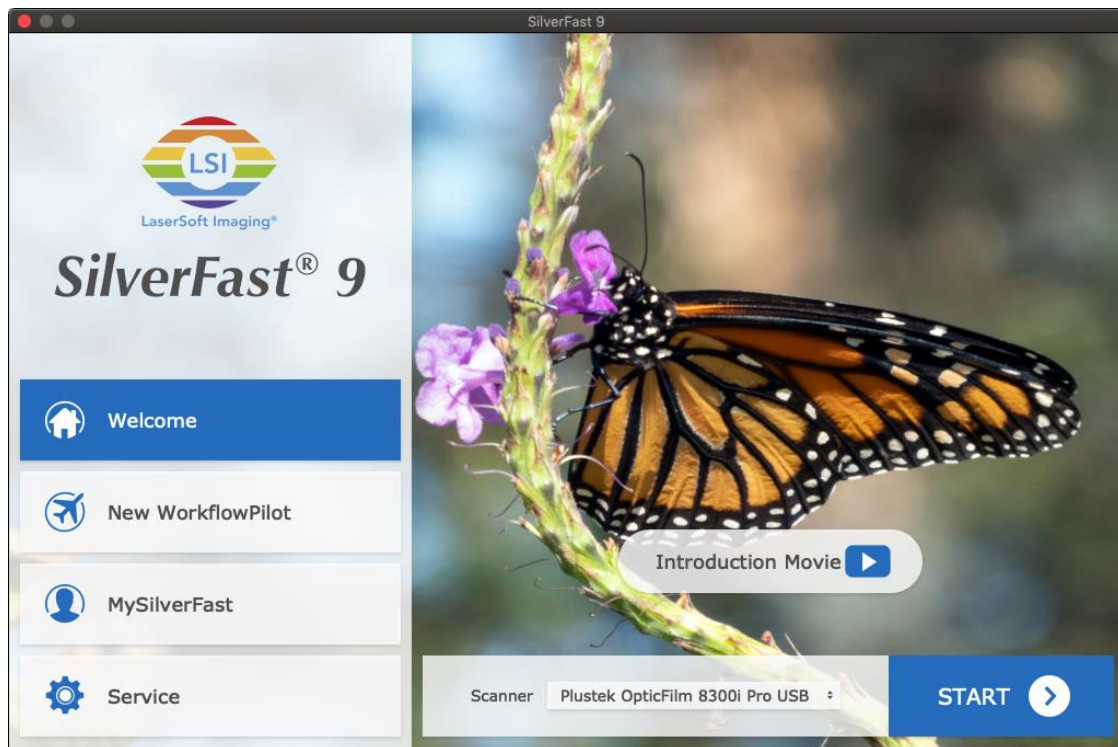 SilverFast 9
LSI
LaserSoft Imaging®
SilverFast® 9
Welcome
New WorkflowPilot
MySilverFast
Service
Introduction Movie
Scanner Plustek OpticFilm 8300i Pro USB
START